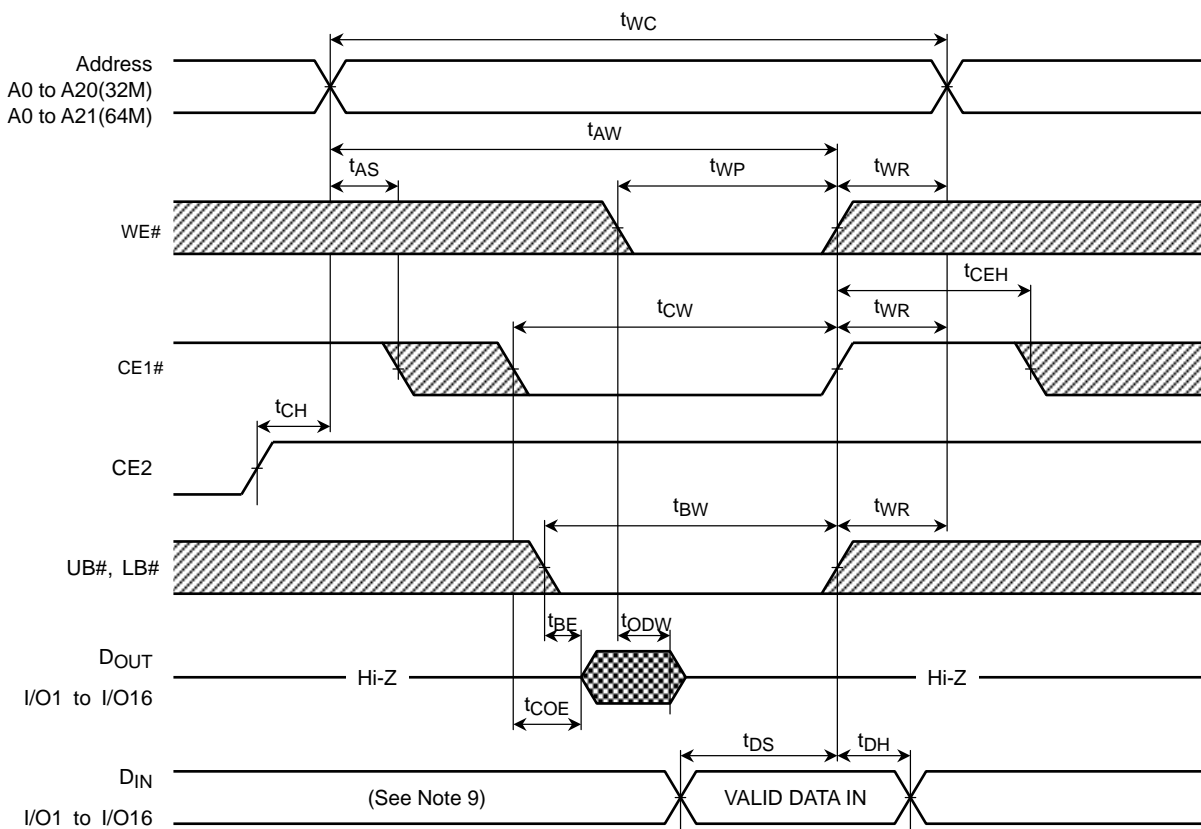 tWC
Address
A0 to A20(32M)
A0 to A21(64M)
tAW
tAS
tWP
tWR
WE#
tCEH
tCW
tWR
CE1#
tCH
CE2
tBW
tWR
UB#, LB#
tBE
tODW
DOUT
Hi-Z
Hi-Z
I/O1 to I/O16
tCOE
tDS
tDH
DIN
(See Note 9)
VALID DATA IN
I/O1 to I/O16